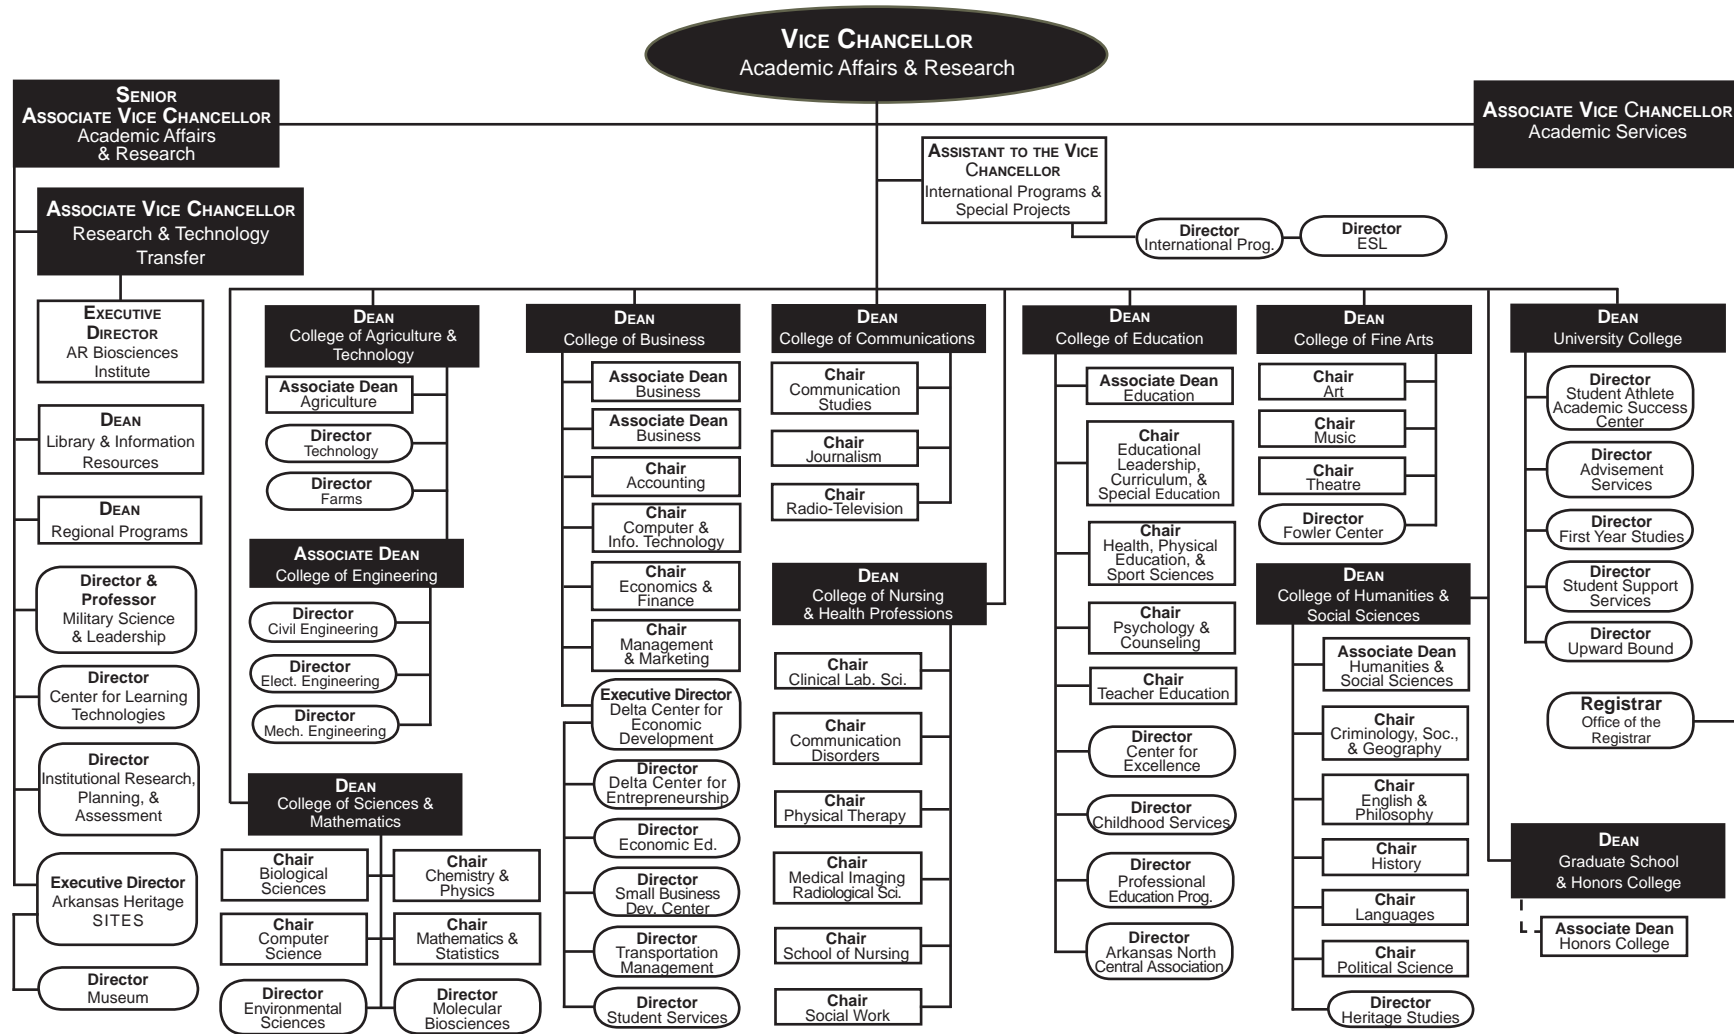 VICE CHANCELLOR
Academic Affairs & Research
SENIOR
ASSOCIATE VICE CHANCELLOR
Academic Affairs
& Research
ASSOCIATE VICE CHANCELLOR
Academic Services
ASSISTANT TO THE VICE
CHANCELLOR
International Programs &
Special Projects
Director
International Prog.
Director
ESL
ASSOCIATE VICE CHANCELLOR
Research & Technology
Transfer
EXECUTIVE
DIRECTOR
AR Biosciences
Institute
DEAN
Library & Information
Resources
DEAN
Regional Programs
Director &
Professor
Military Science
& Leadership
Director
Center for Learning
Technologies
Director
Institutional Research,
Planning, &
Assessment
Executive Director
Arkansas Heritage
SITES
Director
Museum
DEAN
College of Agriculture &
Technology
Associate Dean
Agriculture
Director
Technology
Director
Farms
ASSOCIATE DEAN
College of Engineering
Director
Civil Engineering
Director
Elect. Engineering
Director
Mech. Engineering
DEAN
College of Sciences &
Mathematics
Chair
Biological
Sciences
Chair
Chemistry &
Physics
Chair
Computer
Science
Chair
Mathematics &
Statistics
Director
Environmental
Sciences
Director
Molecular
Biosciences
DEAN
College of Business
Associate Dean
Business
Associate Dean
Business
Chair
Accounting
Chair
Computer &
Info. Technology
Chair
Economics &
Finance
Chair
Management
& Marketing
Executive Director
Delta Center for
Economic
Development
Director
Delta Center for
Entrepreneurship
Director
Economic Ed.
Director
Small Business
Dev. Center
Director
Transportation
Management
Director
Student Services
DEAN
College of Communications
Chair
Communication
Studies
Chair
Journalism
Chair
Radio-Television
DEAN
College of Nursing
& Health Professions
Chair
Clinical Lab. Sci.
Chair
Communication
Disorders
Chair
Physical Therapy
Chair
Medical Imaging
Radiological Sci.
Chair
School of Nursing
Chair
Social Work
DEAN
College of Education
Associate Dean
Education
Chair
Educational
Leadership,
Curriculum, &
Special Education
Chair
Health, Physical
Education, &
Sport Sciences
Chair
Psychology &
Counseling
Chair
Teacher Education
Director
Center for
Excellence
Director
Childhood Services
Director
Professional
Education Prog.
Director
Arkansas North
Central Association
DEAN
College of Fine Arts
Chair
Art
Chair
Music
Chair
Theatre
Director
Fowler Center
DEAN
College of Humanities &
Social Sciences
Associate Dean
Humanities &
Social Sciences
Chair
Criminology, Soc.,
& Geography
Chair
English &
Philosophy
Chair
History
Chair
Languages
Chair
Political Science
Director
Heritage Studies
DEAN
University College
Director
Student Athlete
Academic Success
Center
Director
Advisement
Services
Director
First Year Studies
Director
Student Support
Services
Director
Upward Bound
Registrar
Office of the
Registrar
DEAN
Graduate School
& Honors College
Associate Dean
Honors College